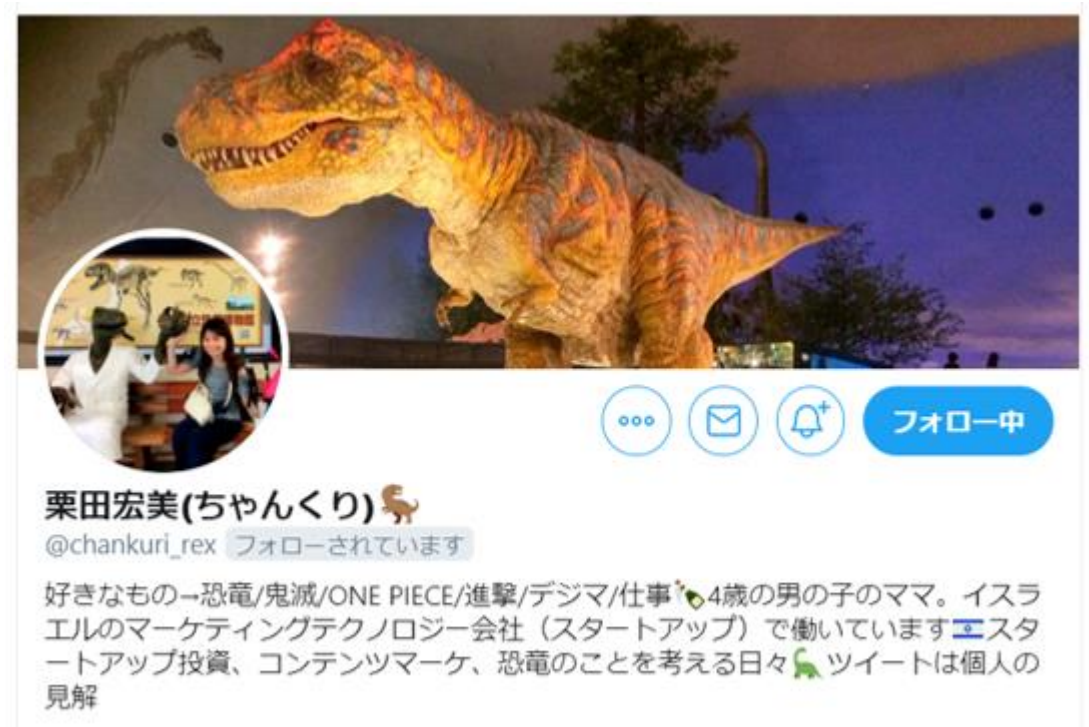 フォロー中
栗田宏美(ちゃんくり)🦖
@chankuri_rex フォローされています
好きなもの→恐竜/鬼滅/ONE PIECE/進撃/デジマ/仕事🍾4歳の男の子のママ。イスラ
エルのマーケティングテクノロジー会社（スタートアップ）で働いています🇮🇱スタ
ートアップ投資、コンテンツマーケ、恐竜のことを考える日々🦕ツイートは個人の
見解